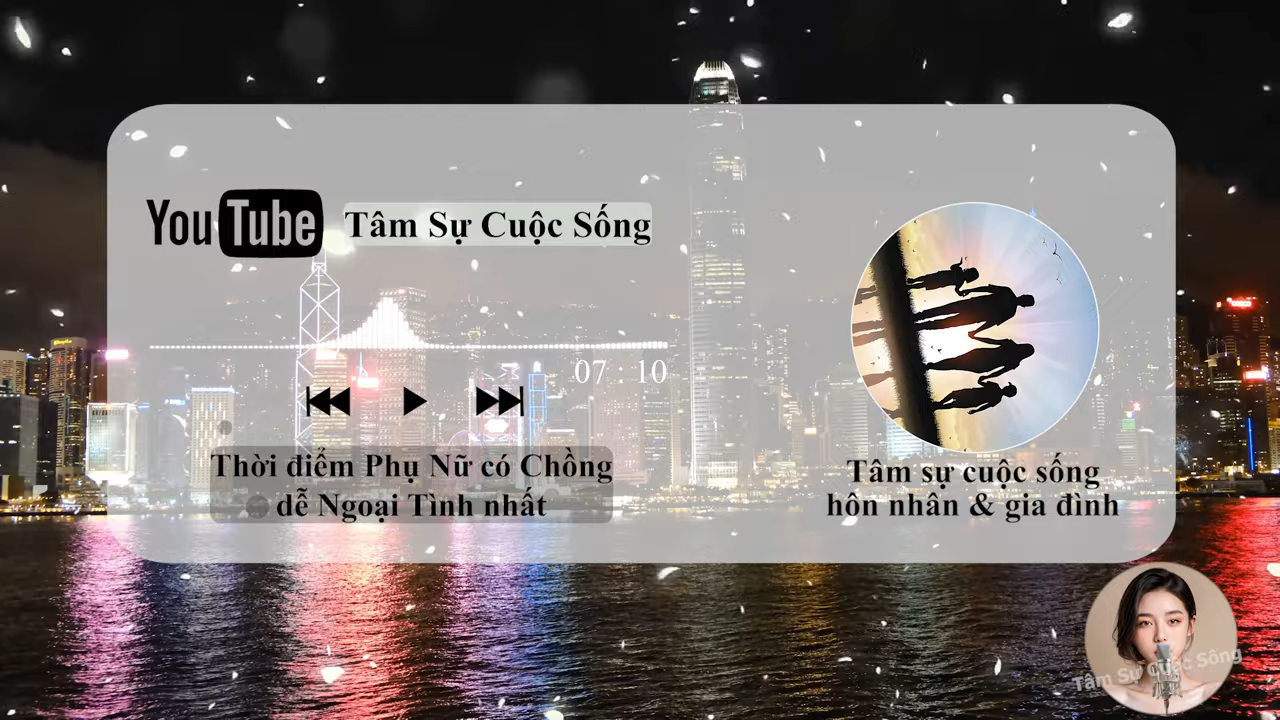 YouTube
Tâm Sự Cuộc Sống
07 : 10
Thời điểm Phụ Nữ có Chồng
dễ Ngoại Tình nhất
Tâm sự cuộc sống
hôn nhân & gia đình
Tâm Sự Cuộc Sống